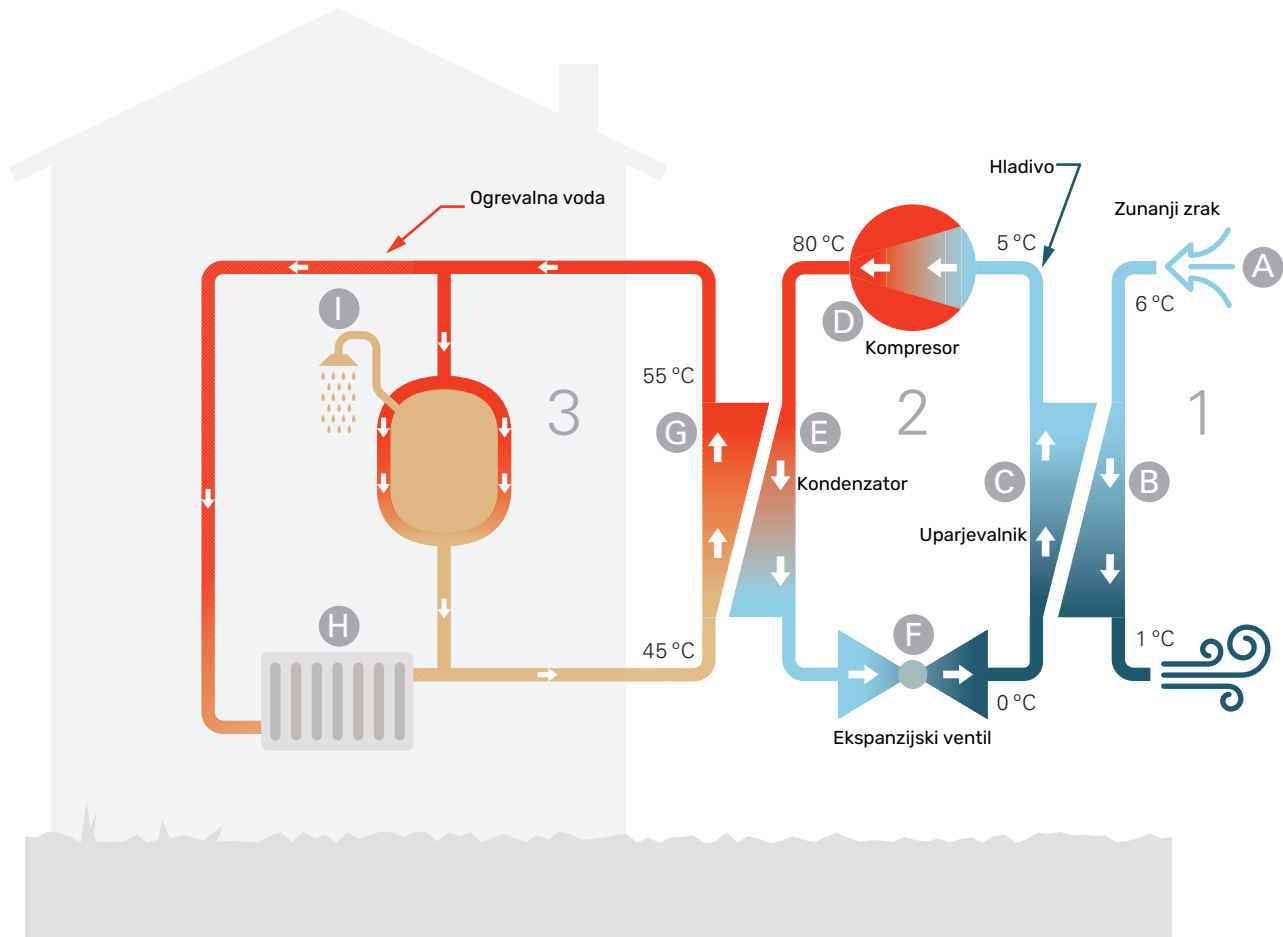 Hladivo
Ogrevalna voda
Zunanji zrak
80 °C
5 °C
A
6 °C
I
D
Kompresor
55 °C
3
2
1
G
E
C
B
Kondenzator
Uparjevalnik
H
F
45 °C
1 °C
0 °C
Ekspanzijski ventil